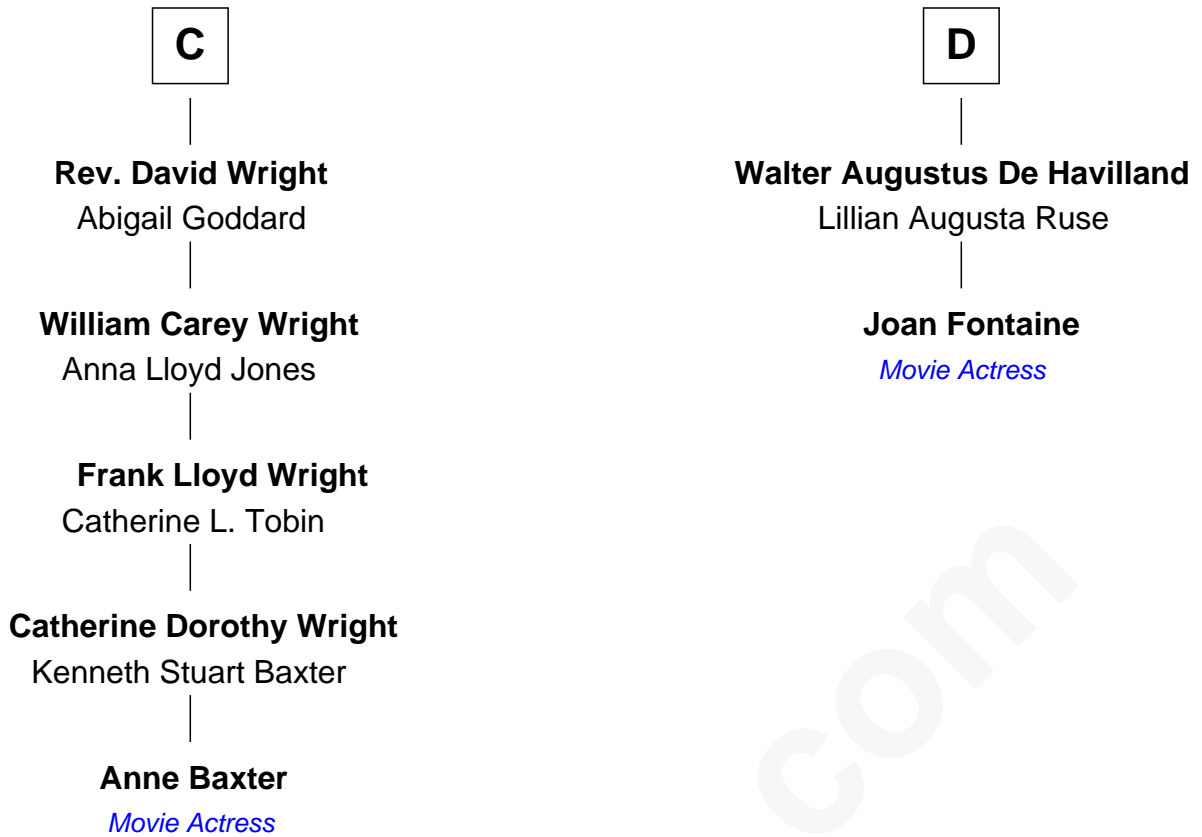 C
Rev. David Wright
Abigail Goddard
William Carey Wright
Anna Lloyd Jones
Frank Lloyd Wright
Catherine L. Tobin
Catherine Dorothy Wright
Kenneth Stuart Baxter
Anne Baxter
Movie Actress
D
Walter Augustus De Havilland
Lillian Augusta Ruse
Joan Fontaine
Movie Actress
com